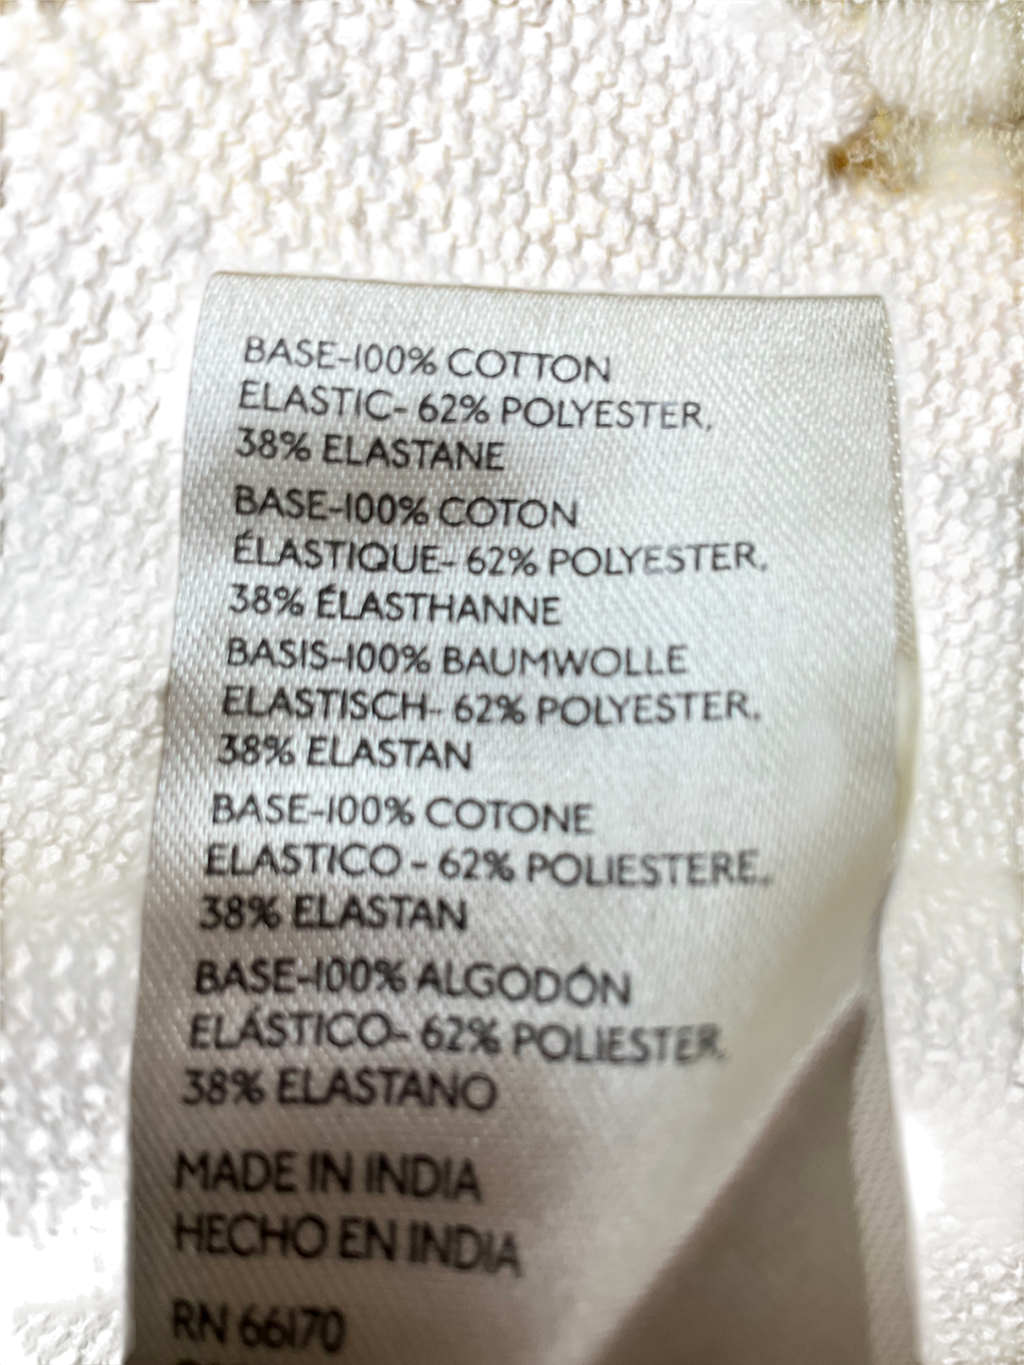 BASE-100% COTTON
ELASTIC- 62% POLYESTER,
38% ELASTANE
BASE-100% COTON
ÉLASTIQUE- 62% POLYESTER,
38% ÉLASTHANNE
BASIS-100% BAUMWOLLE
ELASTISCH- 62% POLYESTER,
38% ELASTAN
BASE-100% COTONE
ELASTICO - 62% POLIESTERE,
38% ELASTAN
BASE-100% ALGODÓN
ELÁSTICO- 62% POLIESTER,
38% ELASTANO
MADE IN INDIA
HECHO EN INDIA
RN 66170